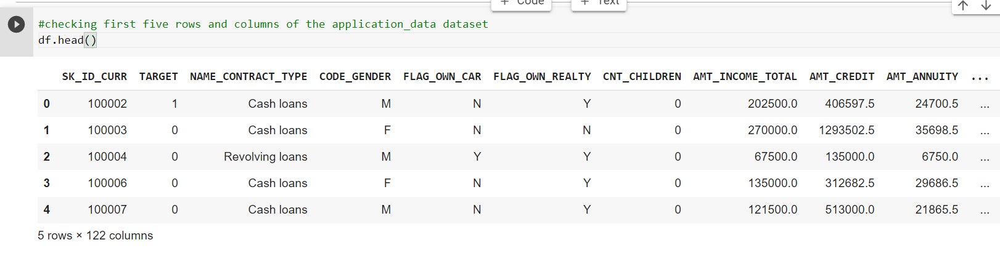 + Code + Text
#checking first five rows and columns of the application_data dataset
df.head()
SK_ID_CURR TARGET NAME_CONTRACT_TYPE CODE_GENDER FLAG_OWN_CAR FLAG_OWN_REALTY CNT_CHILDREN AMT_INCOME_TOTAL AMT_CREDIT AMT_ANNUITY ...
0 100002 1 Cash loans M N Y 0 202500.0 406597.5 24700.5 ...
1 100003 0 Cash loans F N N 0 270000.0 1293502.5 35698.5 ...
2 100004 0 Revolving loans M Y Y 0 67500.0 135000.0 6750.0 ...
3 100006 0 Cash loans F N Y 0 135000.0 312682.5 29686.5 ...
4 100007 0 Cash loans M N Y 0 121500.0 513000.0 21865.5 ...
5 rows × 122 columns